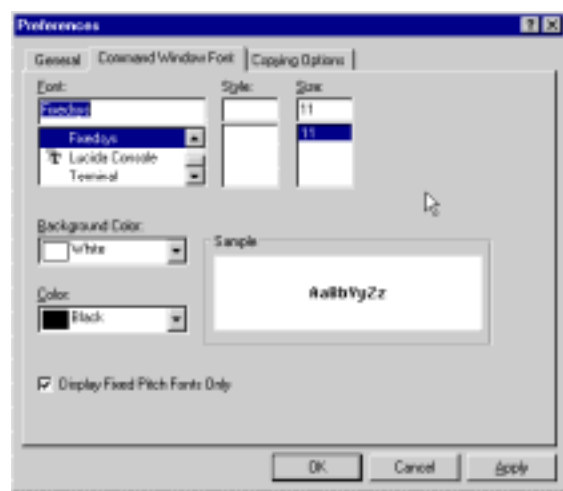 Preferences
General Command Window Font Copying Options
Font: Style: Size:
Fixedsys 11
Fixedsys 11
Lucida Console
Terminal
Background Color:
White
Sample
AaBbYyZz
Color:
Black
Display Fixed Pitch Fonts Only
OK Cancel Apply